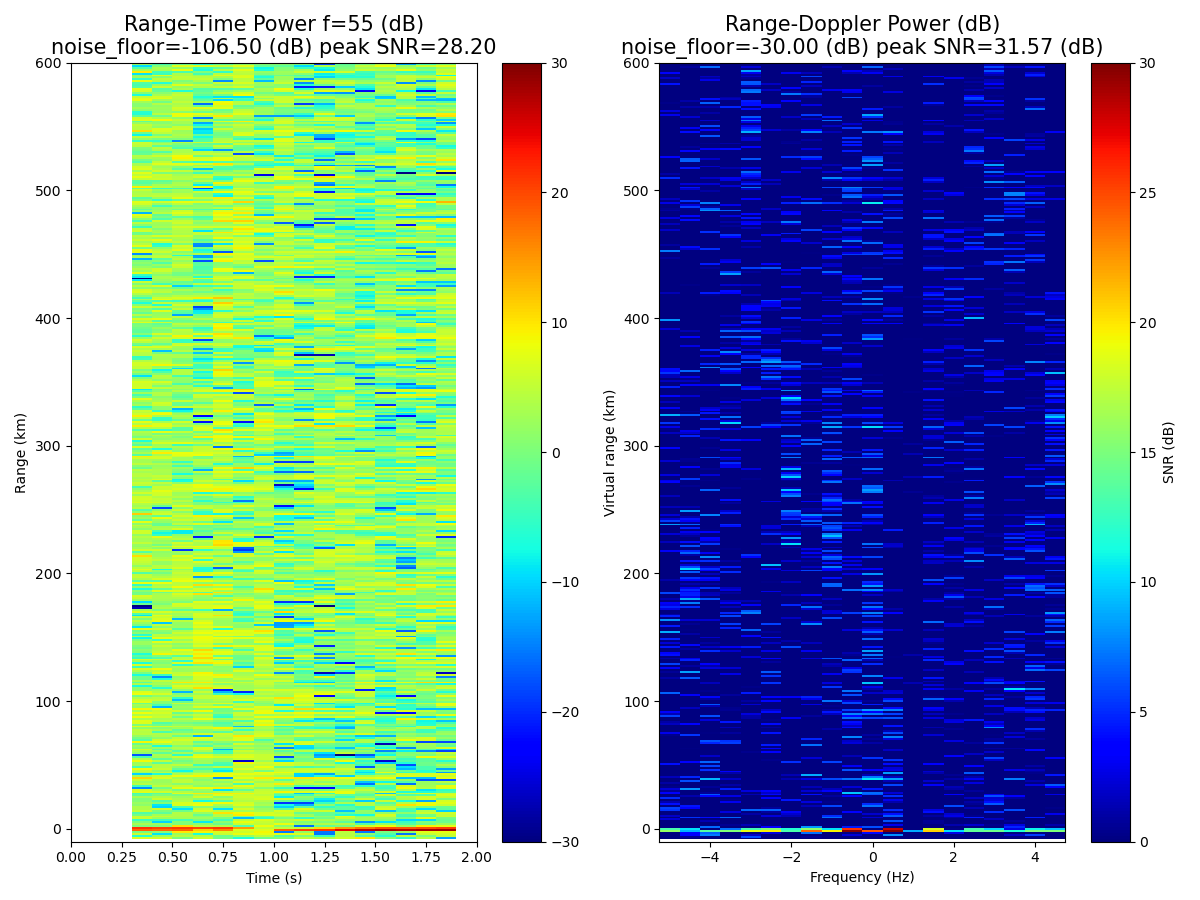 Range-Time Power f=55 (dB)
noise_floor=-106.50 (dB) peak SNR=28.20
600
500
400
300
200
100
0
Range (km)
0.00 0.25 0.50 0.75 1.00 1.25 1.50 1.75 2.00
Time (s)
30
20
10
0
−10
−20
−30
Range-Doppler Power (dB)
noise_floor=-30.00 (dB) peak SNR=31.57 (dB)
600
500
400
300
200
100
0
Virtual range (km)
−4 −2 0 2 4
Frequency (Hz)
30
25
20
15
10
5
0
SNR (dB)